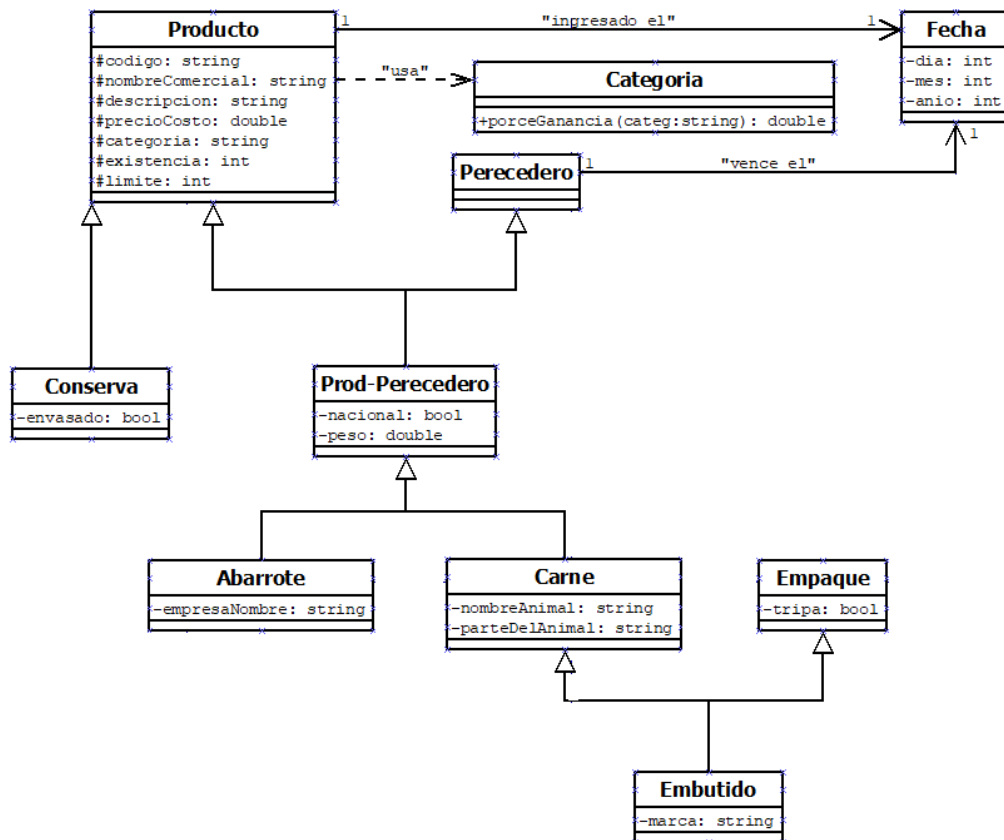 Producto
#codigo: string
#nombreComercial: string
#descripcion: string
#precioCosto: double
#categoria: string
#existencia: int
#limite: int
1 "ingresado el" 1
Fecha
-dia: int
-mes: int
-anio: int
"usa"
Categoria
+porceGanancia(categ:string): double
Perecedero
1 "vence el" 1
Conserva
-envasado: bool
Prod-Perecedero
-nacional: bool
-peso: double
Abarrote
-empresaNombre: string
Carne
-nombreAnimal: string
-parteDelAnimal: string
Empaque
-tripa: bool
Embutido
-marca: string